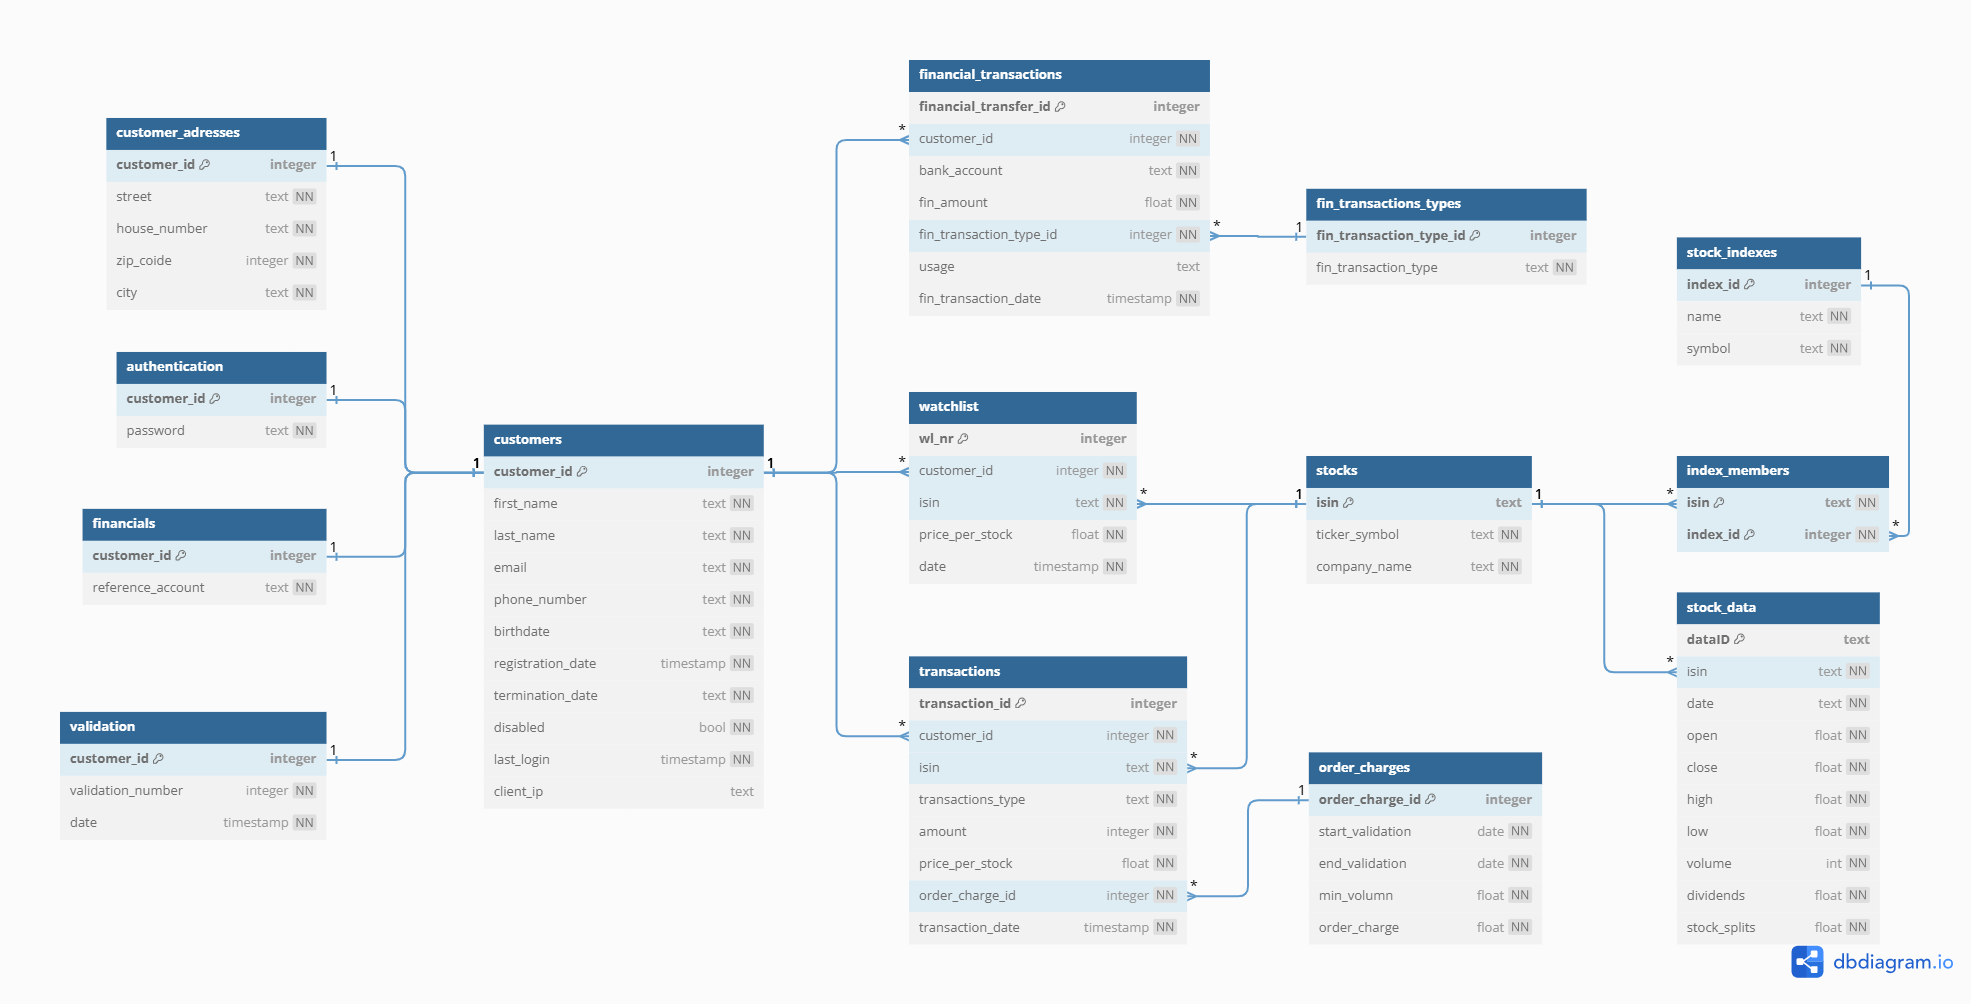 customer_adresses
customer_id integer
street text NN
house_number text NN
zip_coide integer NN
city text NN
1
authentication
customer_id integer
password text NN
1
financials
customer_id integer
reference_account text NN
1
validation
customer_id integer
validation_number integer NN
date timestamp NN
1
customers
customer_id integer
first_name text NN
last_name text NN
email text NN
phone_number text NN
birthdate text NN
registration_date timestamp NN
termination_date text NN
disabled bool NN
last_login timestamp NN
client_ip text
1
1
financial_transactions
financial_transfer_id integer
customer_id integer NN
bank_account text NN
fin_amount float NN
fin_transaction_type_id integer NN
usage text
fin_transaction_date timestamp NN
*
*
watchlist
wl_nr integer
customer_id integer NN
isin text NN
price_per_stock float NN
date timestamp NN
*
*
transactions
transaction_id integer
customer_id integer NN
isin text NN
transactions_type text NN
amount integer NN
price_per_stock float NN
order_charge_id integer NN
transaction_date timestamp NN
*
*
*
fin_transactions_types
fin_transaction_type_id integer
fin_transaction_type text NN
1
stocks
isin text
ticker_symbol text NN
company_name text NN
1
1
order_charges
order_charge_id integer
start_validation date NN
end_validation date NN
min_volumn float NN
order_charge float NN
1
stock_indexes
index_id integer
name text NN
symbol text NN
1
index_members
isin text NN
index_id integer NN
*
*
stock_data
dataID text
isin text NN
date text NN
open float NN
close float NN
high float NN
low float NN
volume int NN
dividends float NN
stock_splits float NN
*
dbdiagram.io